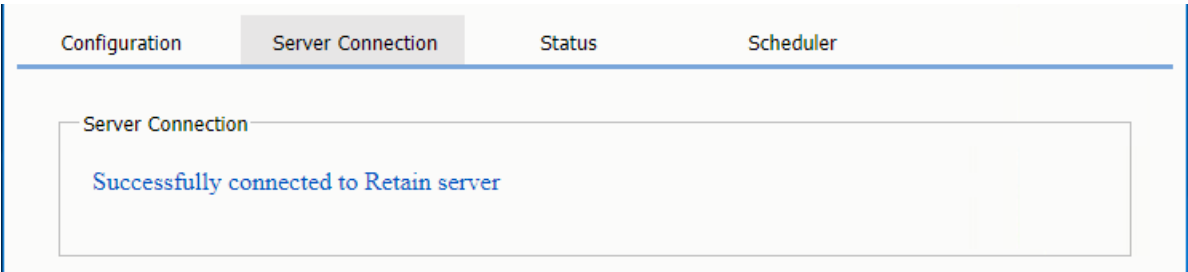 Configuration Server Connection Status Scheduler
Server Connection
Successfully connected to Retain server